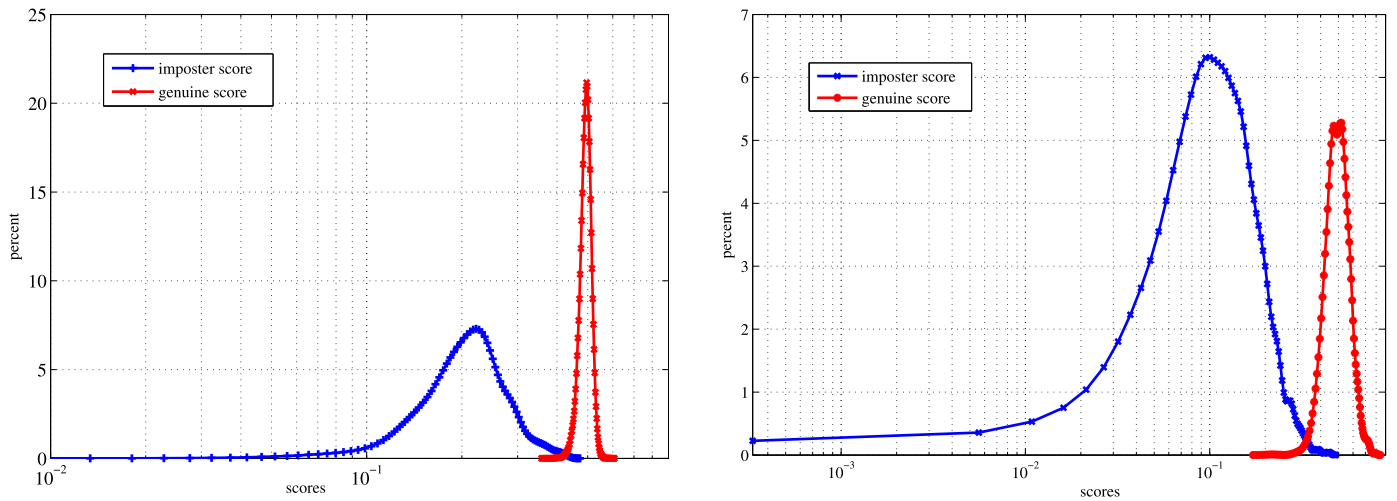 25
20
15
10
5
0
percent
imposter score
genuine score
10⁻²
10⁻¹
scores
7
6
5
4
3
2
1
0
percent
imposter score
genuine score
10⁻³
10⁻²
10⁻¹
scores